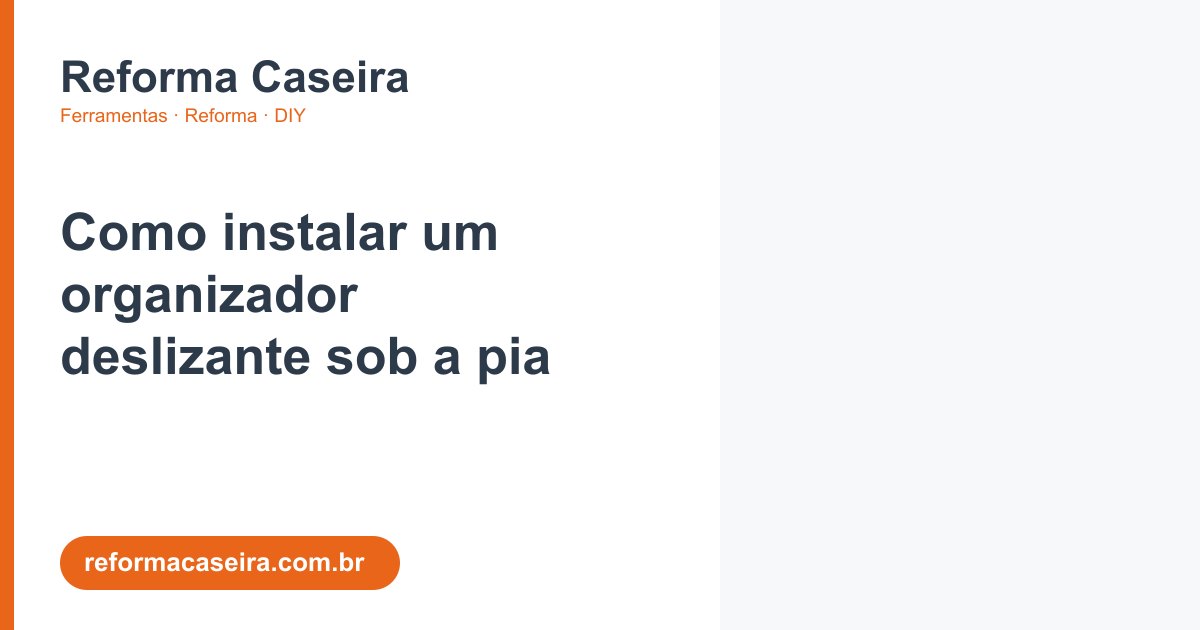 Reforma Caseira
Ferramentas · Reforma · DIY
Como instalar um
organizador
deslizante sob a pia
reformacaseira.com.br